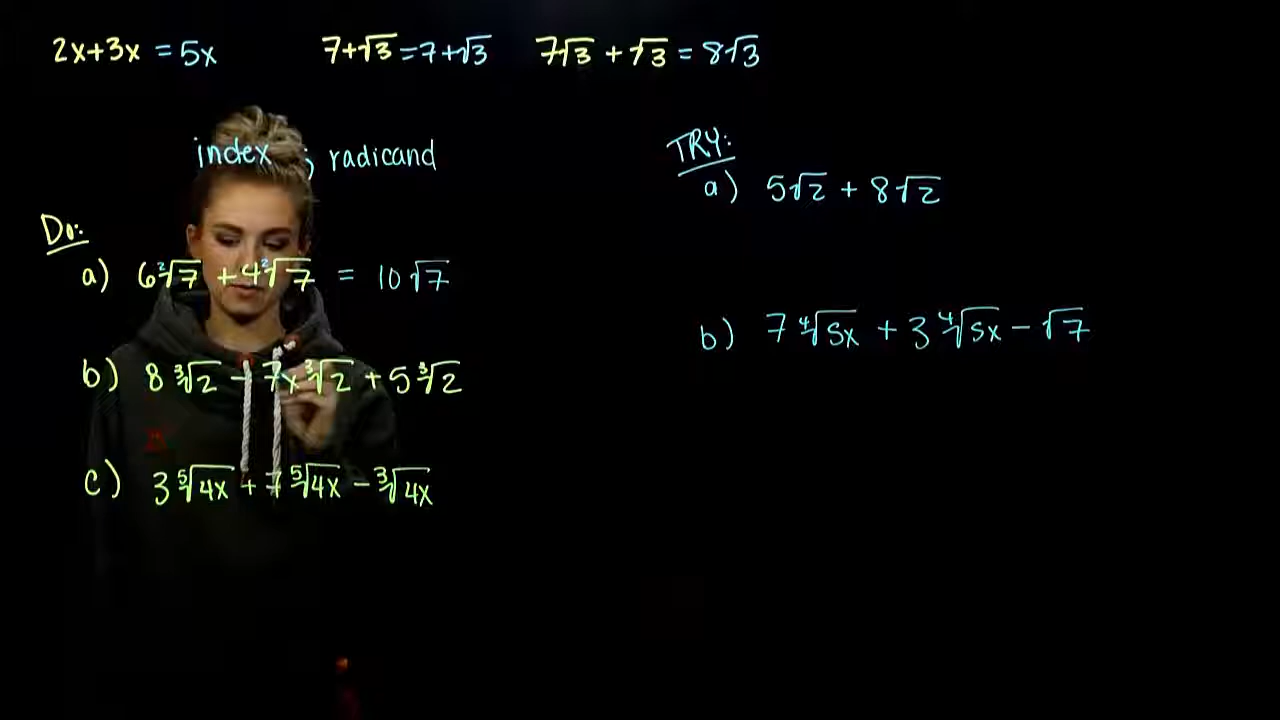 2x+3x = 5x
7+√3=7+√3
7√3 + √3 = 8√3
index ; radicand
Do:
a) 6²√7 + 4²√7 = 10√7
b) 8 ³√2 - 7x ³√2 + 5 ³√2
c) 3 ⁵√4x + 7 ⁵√4x - ³√4x
TRY:
a) 5√2 + 8√2
b) 7 ⁴√5x + 3 ⁴√5x - √7